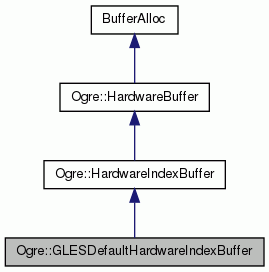 BufferAlloc
Ogre::HardwareBuffer
Ogre::HardwareIndexBuffer
Ogre::GLESDefaultHardwareIndexBuffer